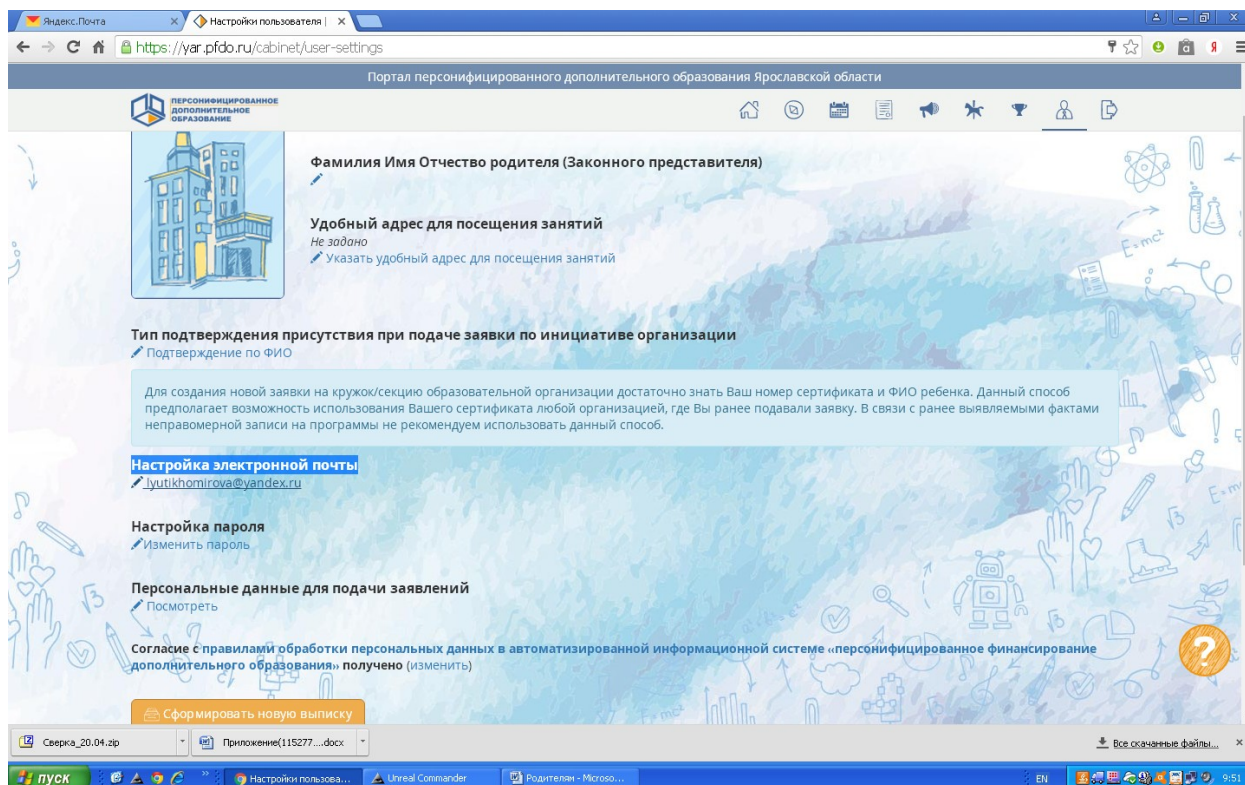 Яндекс.Почта
Настройки пользователя |
https://yar.pfdo.ru/cabinet/user-settings
Портал персонифицированного дополнительного образования Ярославской области
ПЕРСОНИФИЦИРОВАННОЕ
ДОПОЛНИТЕЛЬНОЕ
ОБРАЗОВАНИЕ
Фамилия Имя Отчество родителя (Законного представителя)
Удобный адрес для посещения занятий
Не задано
Указать удобный адрес для посещения занятий
Тип подтверждения присутствия при подаче заявки по инициативе организации
Подтверждение по ФИО
Для создания новой заявки на кружок/секцию образовательной организации достаточно знать Ваш номер сертификата и ФИО ребенка. Данный способ
предполагает возможность использования Вашего сертификата любой организацией, где Вы ранее подавали заявку. В связи с ранее выявляемыми фактами
неправомерной записи на программы не рекомендуем использовать данный способ.
Настройка электронной почты
lyutikhomirova@yandex.ru
Настройка пароля
Изменить пароль
Персональные данные для подачи заявлений
Посмотреть
Согласие с правилами обработки персональных данных в автоматизированной информационной системе «персонифицированное финансирование
дополнительного образования» получено (изменить)
Сформировать новую выписку
E=mc²
√3
?
Сверка_20.04.zip
Приложение(115277....docx
Все скачанные файлы...
пуск
Настройки пользова...
Unreal Commander
Родителям - Microso...
EN
9:51